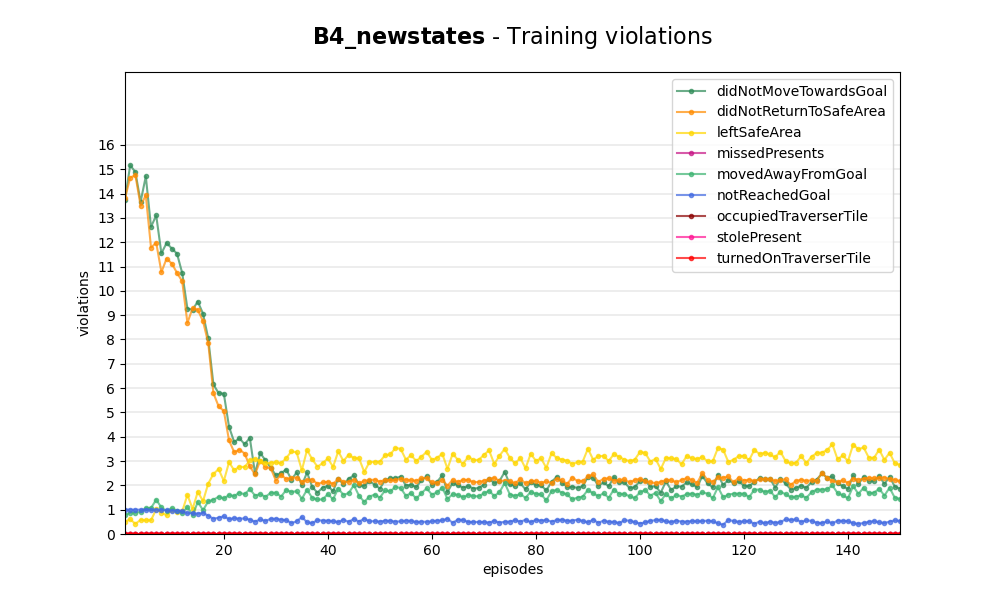 B4_newstates - Training violations
didNotMoveTowardsGoal
didNotReturnToSafeArea
leftSafeArea
missedPresents
movedAwayFromGoal
notReachedGoal
occupiedTraverserTile
stolePresent
turnedOnTraverserTile
violations
16
15
14
13
12
11
10
9
8
7
6
5
4
3
2
1
0
20 40 60 80 100 120 140
episodes